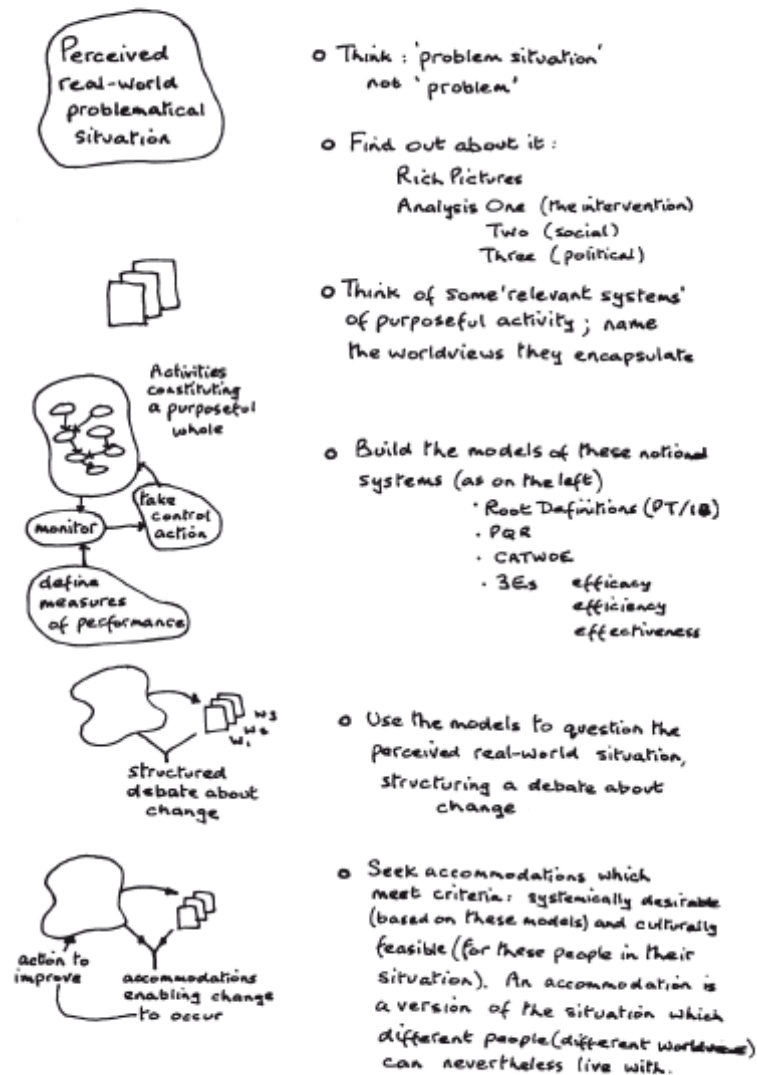 Perceived
real-world
problematical
situation
o Think : 'problem situation'
not 'problem'
o Find out about it :
Rich Pictures
Analysis One (the intervention)
Two (social)
Three (political)
o Think of some 'relevant systems'
of purposeful activity ; name
the worldviews they encapsulate
Activities
constituting
a purposeful
whole
take
control
action
monitor
define
measures
of performance
o Build the models of these notional
systems (as on the left)
· Root Definitions (PT/
· PQR
· CATWOE
· 3Es efficacy
efficiency
effectiveness
W3
W2
W1
structured
debate about
change
o Use the models to question the
perceived real-world situation,
structuring a debate about
change
action to
improve
accommodations
enabling change
to occur
o Seek accommodations which
meet criteria: systemically desirable
(based on these models) and culturally
feasible (for these people in their
situation). An accommodation is
a version of the situation which
different people (different worldviews)
can nevertheless live with.